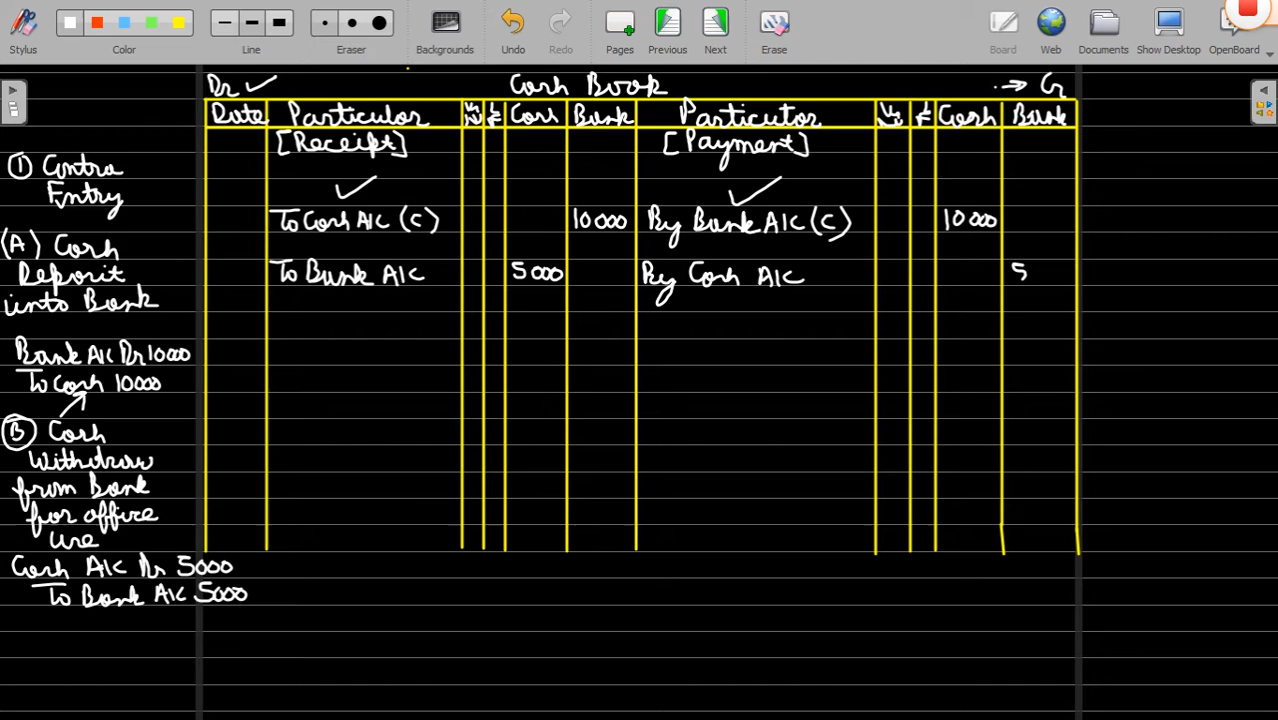 Stylus
Color
Line
Eraser
Backgrounds
Undo
Redo
Pages
Previous
Next
Erase
Board
Web
Documents
Show Desktop
OpenBoard
Dr ✓ Cash Book → Cr
Date Particular Cash Bank Particular Cash Bank
[Receipt] [Payment]
To Cash A/C (C) 10000 By Bank A/C (C) 10000
To Bank A/C 5000 By Cash A/C 5
① Contra
Entry
(A) Cash
Deposit
into Bank
Bank A/C Dr 10000
To Cash 10000
Ⓑ Cash
Withdraw
from Bank
for office
use
Cash A/C Dr 5000
To Bank A/C 5000